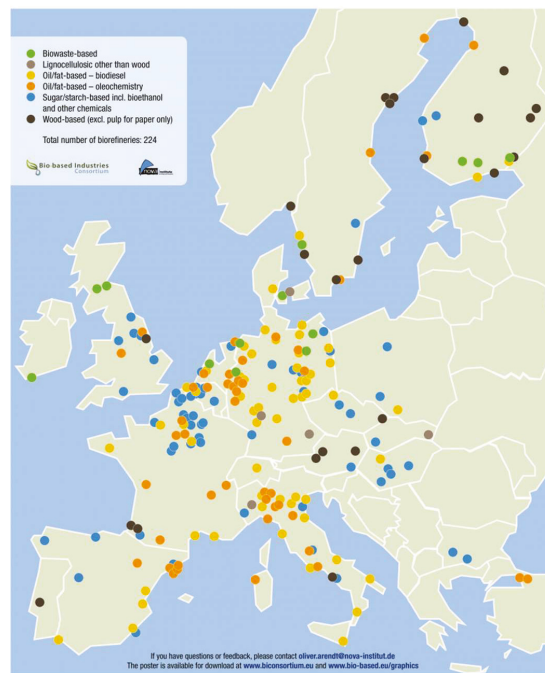 Biowaste-based
Lignocellulosic other than wood
Oil/fat-based – biodiesel
Oil/fat-based – oleochemistry
Sugar/starch-based incl. bioethanol
and other chemicals
Wood-based (excl. pulp for paper only)
Total number of biorefineries: 224
Bio-based Industries
Consortium
nova
If you have questions or feedback, please contact oliver.arendt@nova-institut.de
The poster is available for download at www.biconsortium.eu and www.bio-based.eu/graphics